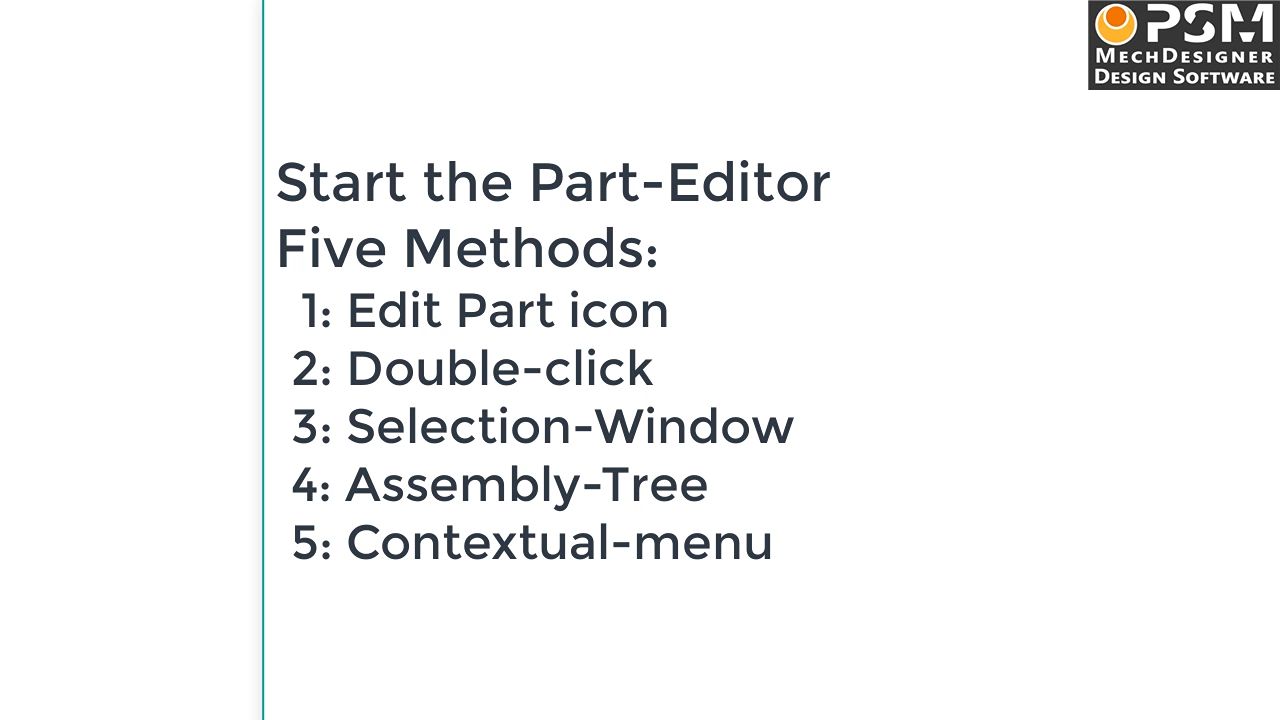 PSM
MECHDESIGNER
DESIGN SOFTWARE
Start the Part-Editor
Five Methods:
1: Edit Part icon
2: Double-click
3: Selection-Window
4: Assembly-Tree
5: Contextual-menu